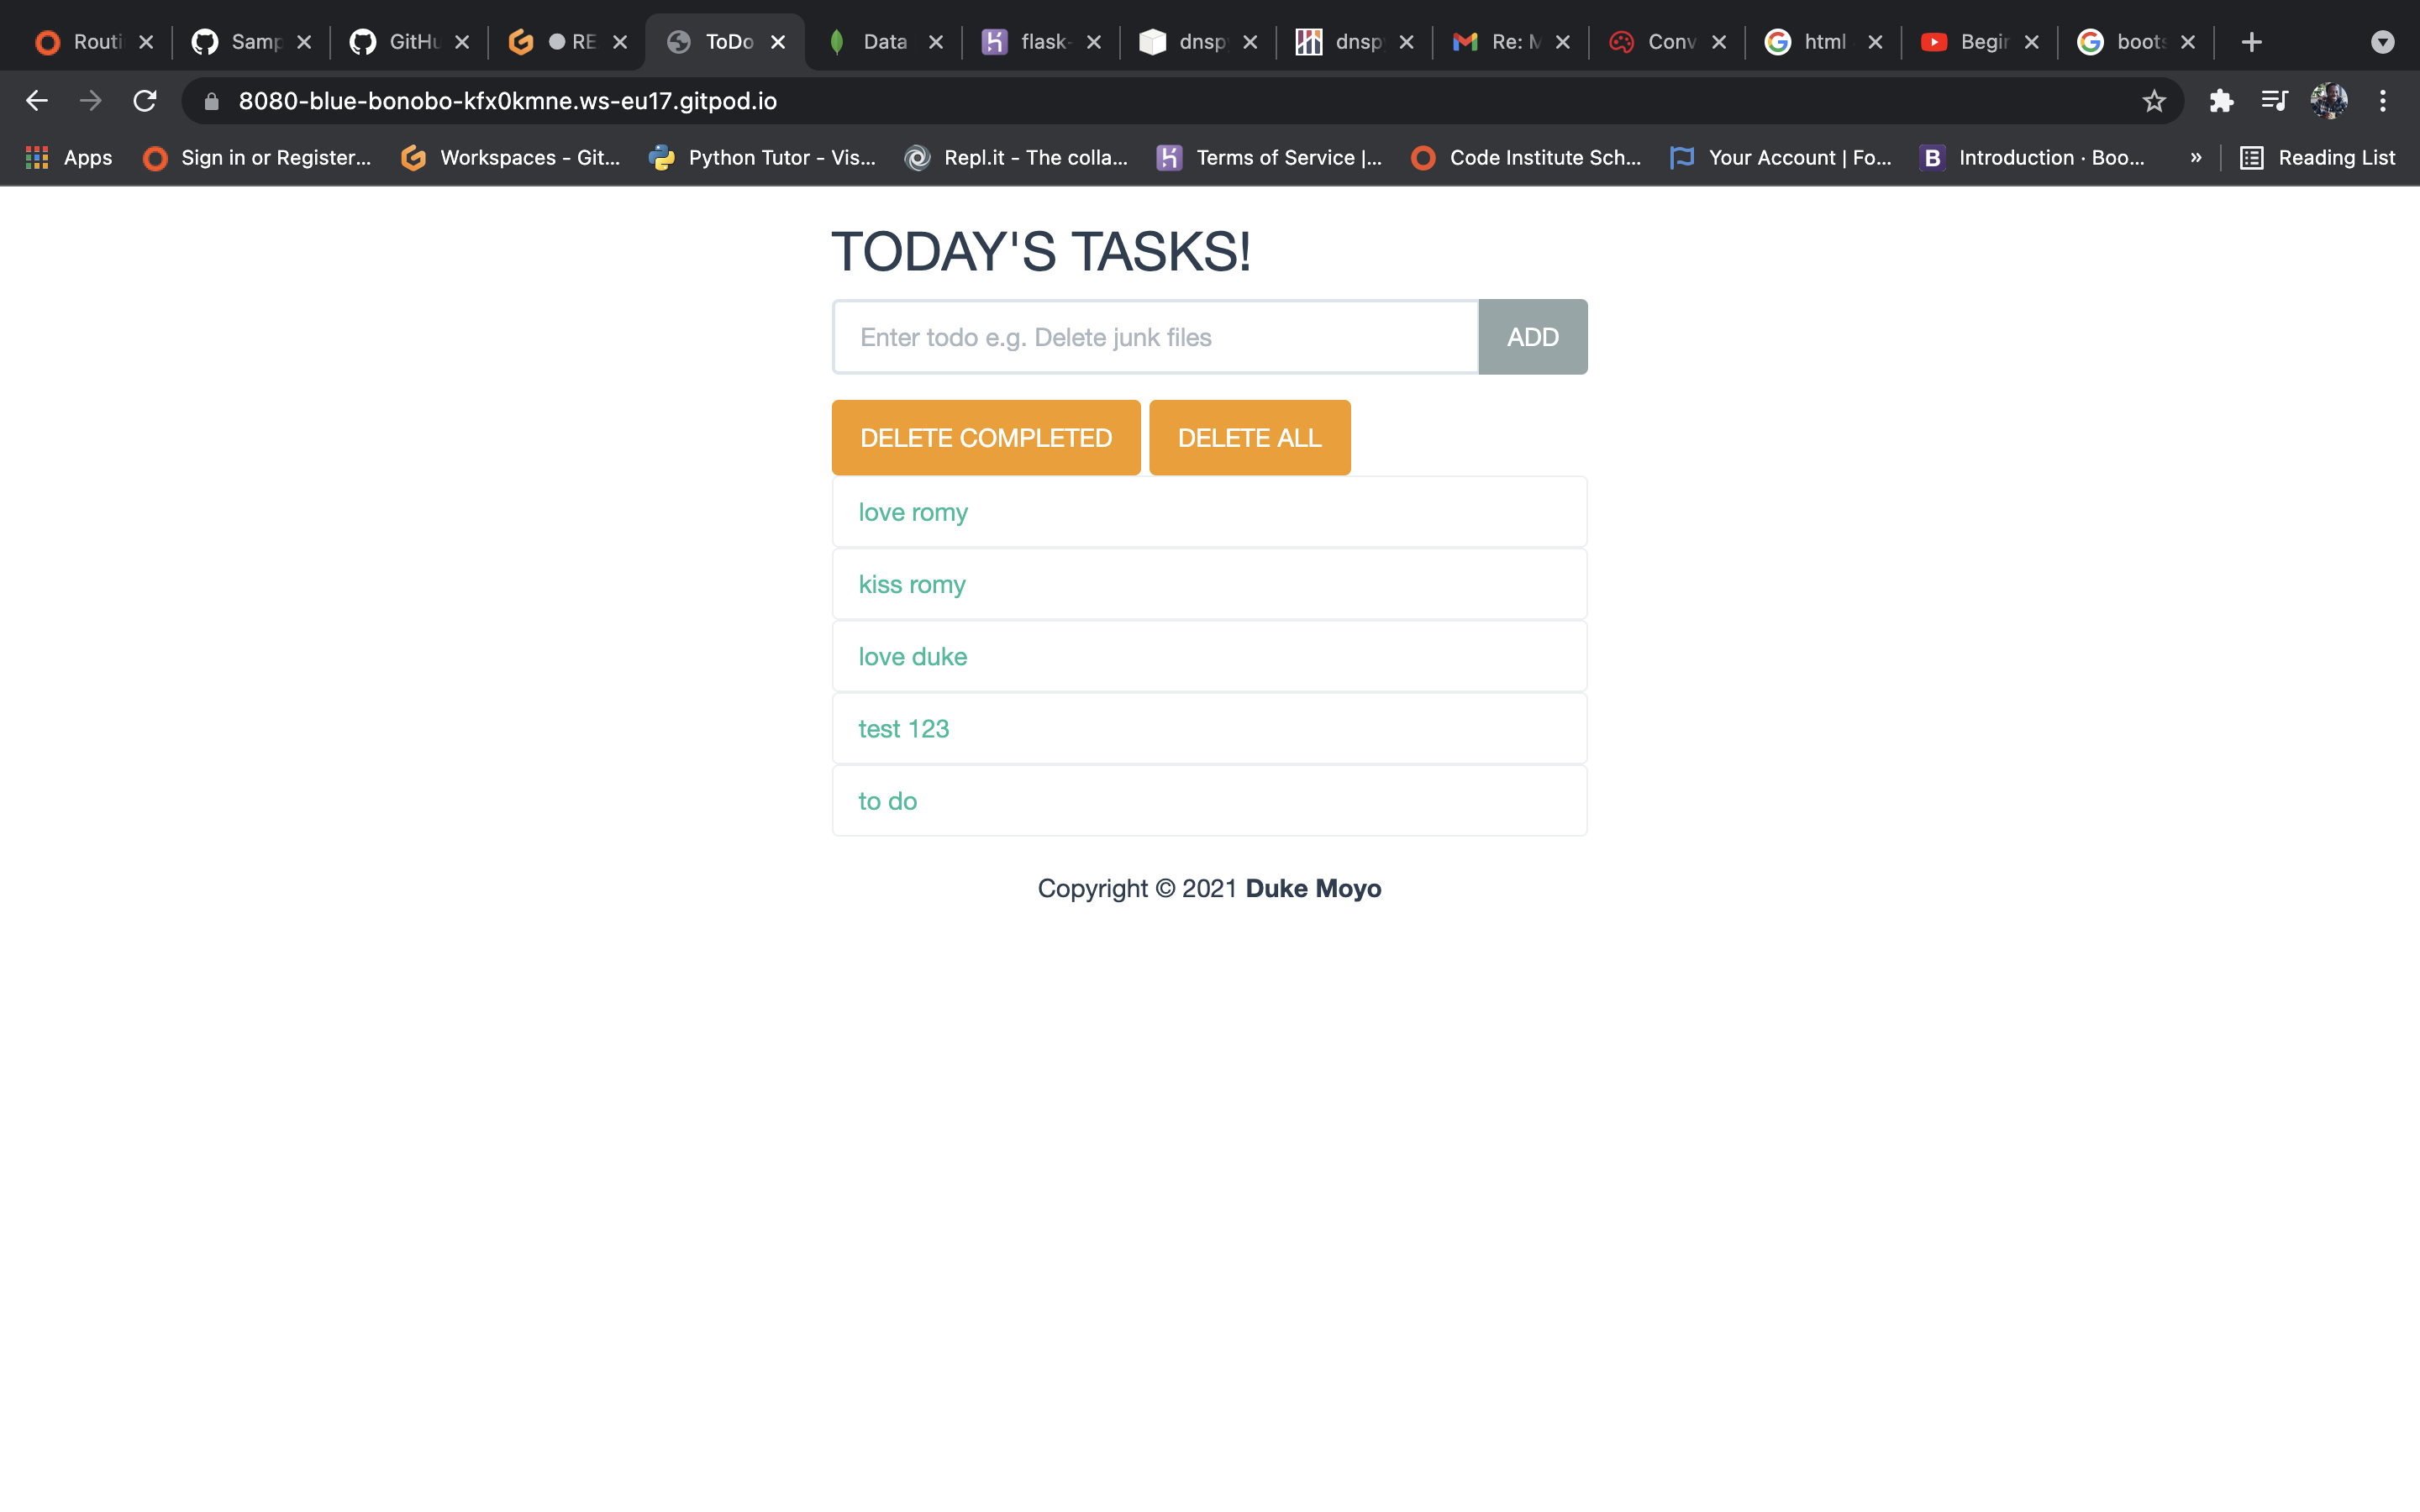 Routi Samp GitHu RE ToDo Data flask- dnsp dnsp Re: M Conv html Begin boots
8080-blue-bonobo-kfx0kmne.ws-eu17.gitpod.io
Apps Sign in or Register... Workspaces - Git... Python Tutor - Vis... Repl.it - The colla... Terms of Service |... Code Institute Sch... Your Account | Fo... B Introduction · Boo... » Reading List
TODAY'S TASKS!
Enter todo e.g. Delete junk files ADD
DELETE COMPLETED DELETE ALL
love romy
kiss romy
love duke
test 123
to do
Copyright © 2021 Duke Moyo